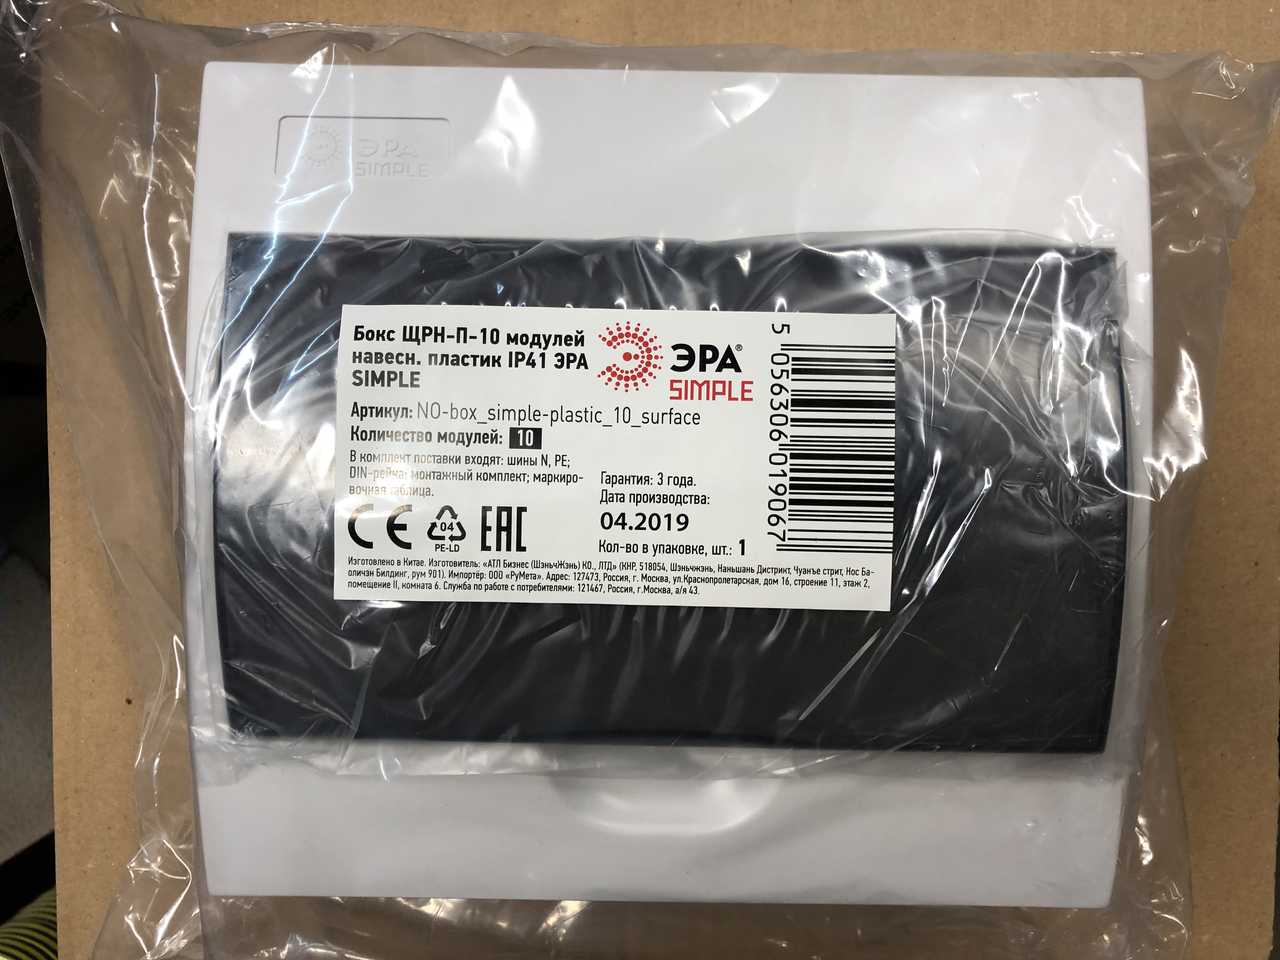 ЭРА
SIMPLE
Бокс ЩРН-П-10 модулей
навесн. пластик IP41 ЭРА
SIMPLE
ЭРА®
SIMPLE
Артикул: NO-box_simple-plastic_10_surface
Количество модулей: 10
В комплект поставки входят: шины N, PE;
DIN-рейка; монтажный комплект; маркиро-
вочная таблица.
Гарантия: 3 года.
Дата производства:
04.2019
Кол-во в упаковке, шт.: 1
CE
04
PE-LD
EAC
5 056306 019067
Изготовлено в Китае. Изготовитель: «АТЛ Бизнес (ШэньчЖэнь) КО., ЛТД» (КНР, 518054, Шэньчжэнь, Наньшань Дистрикт, Чуанъе стрит, Нос Ба-
оличэн Билдинг, рум 901). Импортёр: ООО «РуМета». Адрес: 127473, Россия, г. Москва, ул.Краснопролетарская, дом 16, строение 11, этаж 2,
помещение II, комната 6. Служба по работе с потребителями: 121467, Россия, г.Москва, а/я 43.